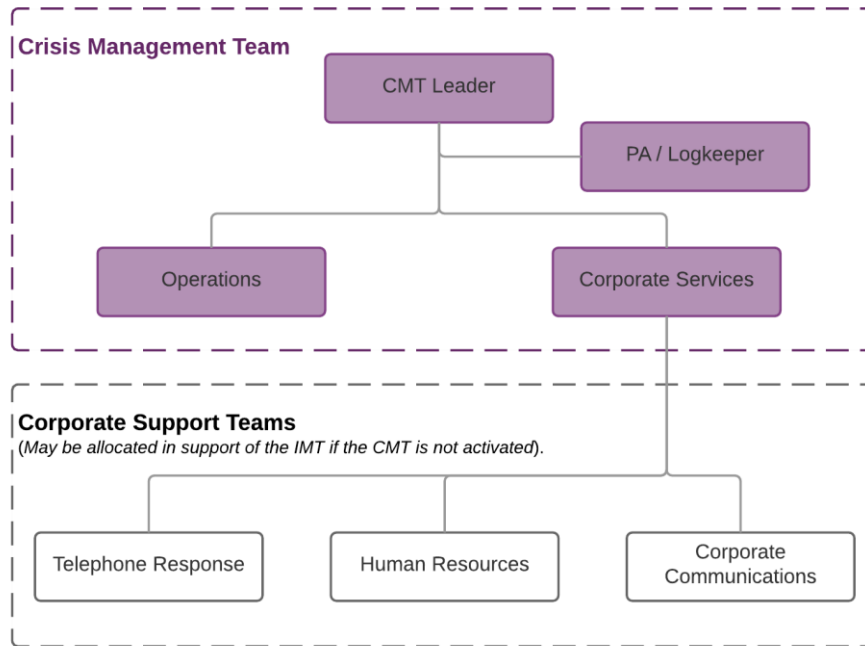 Crisis Management Team
CMT Leader
PA / Logkeeper
Operations
Corporate Services
Corporate Support Teams
(May be allocated in support of the IMT if the CMT is not activated).
Telephone Response
Human Resources
Corporate
Communications